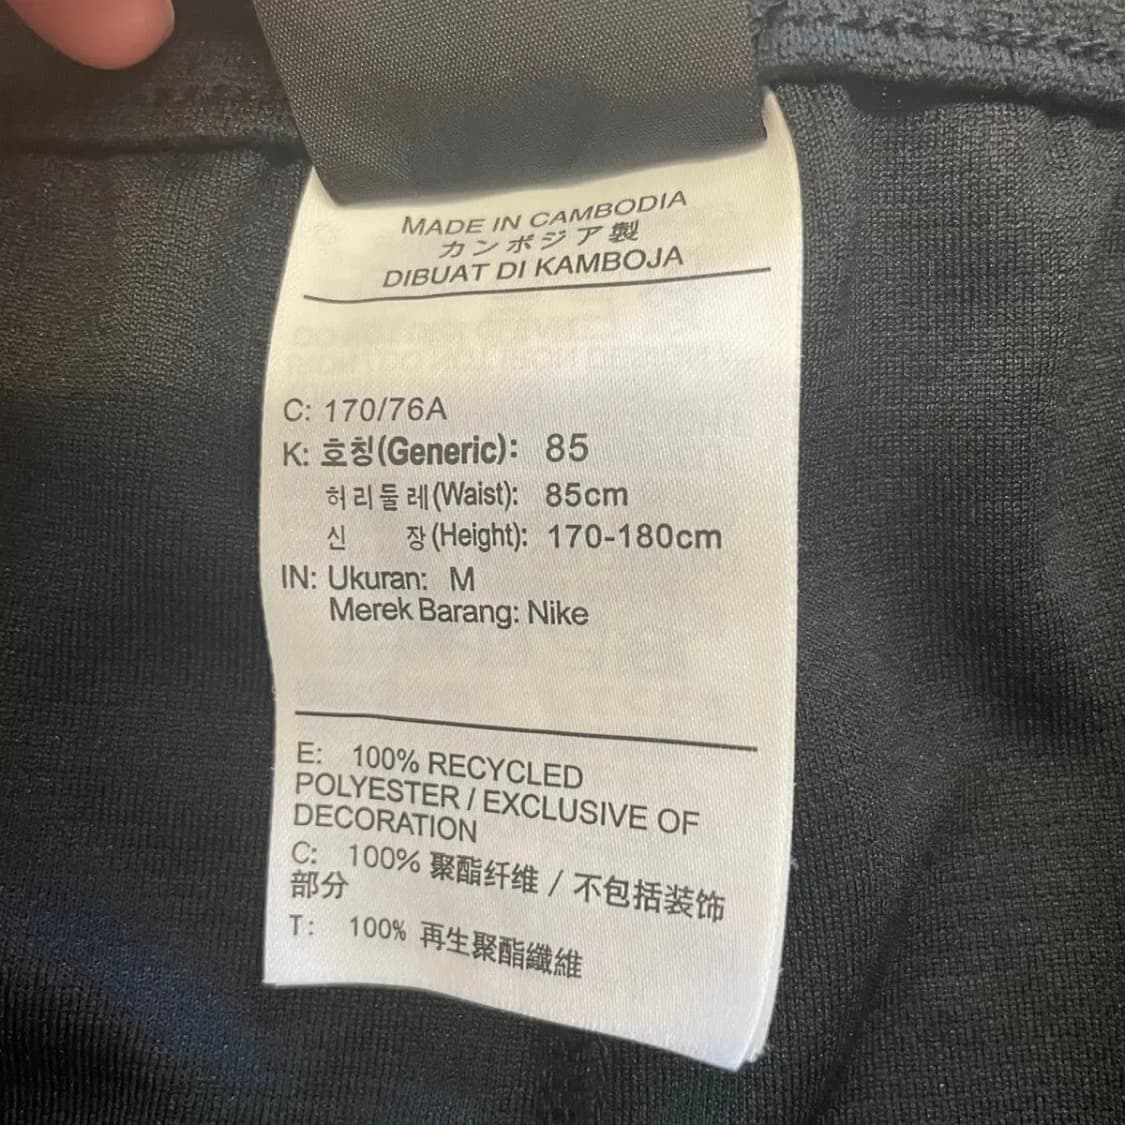 MADE IN CAMBODIA
カンボジア製
DIBUAT DI KAMBOJA
C: 170/76A
K: 호칭(Generic): 85
허리둘레(Waist): 85cm
신 장(Height): 170-180cm
IN: Ukuran: M
Merek Barang: Nike
E: 100% RECYCLED
POLYESTER / EXCLUSIVE OF
DECORATION
C: 100% 聚酯纤维 / 不包括装饰
部分
T: 100% 再生聚酯纖維